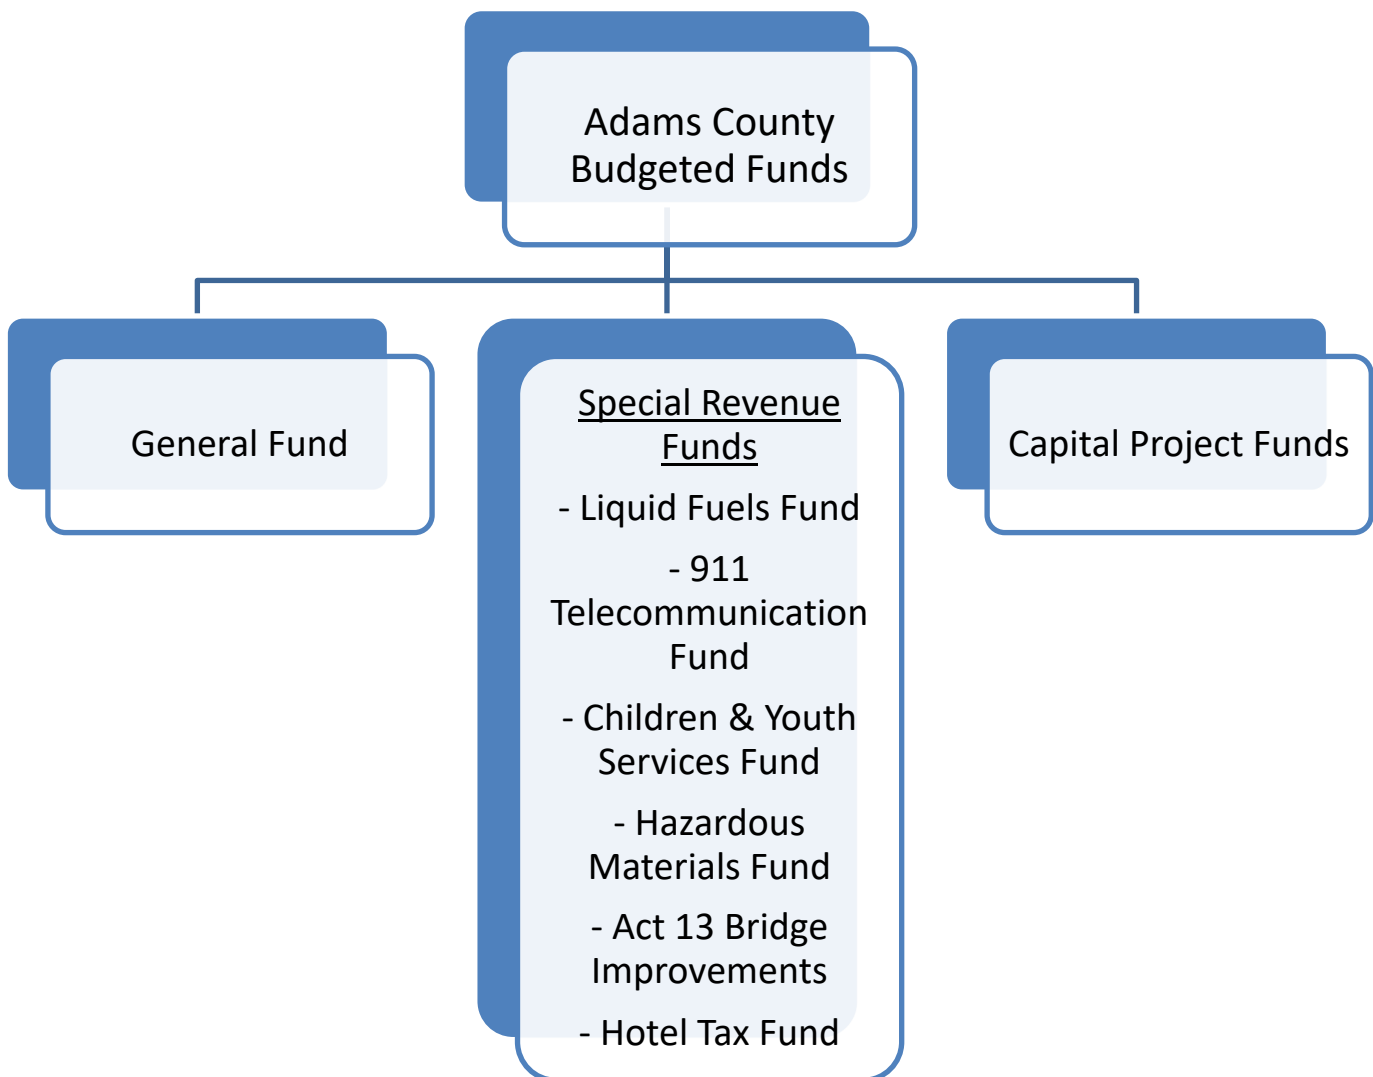 Adams County
Budgeted Funds
General Fund
Special Revenue
Funds
- Liquid Fuels Fund
- 911
Telecommunication
Fund
- Children & Youth
Services Fund
- Hazardous
Materials Fund
- Act 13 Bridge
Improvements
- Hotel Tax Fund
Capital Project Funds